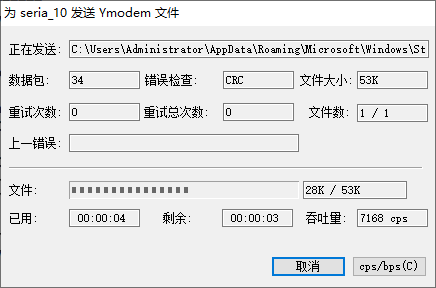 为 seria_10 发送 Ymodem 文件
正在发送: C:\Users\Administrator\AppData\Roaming\Microsoft\Windows\St
数据包: 34 错误检查: CRC 文件大小: 53K
重试次数: 0 重试总次数: 0 文件数: 1 / 1
上一错误:
文件: 28K / 53K
已用: 00:00:04 剩余: 00:00:03 吞吐量: 7168 cps
取消 cps/bps(C)